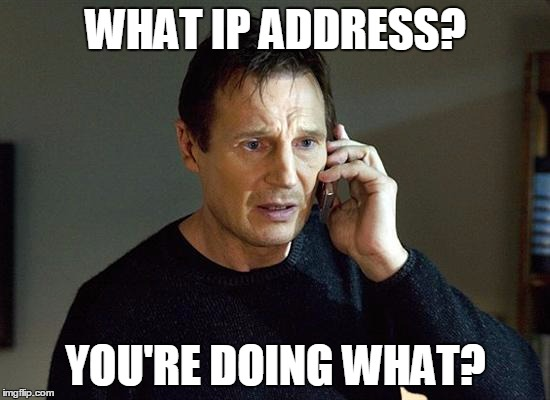 WHAT IP ADDRESS?
YOU'RE DOING WHAT?
imgflip.com